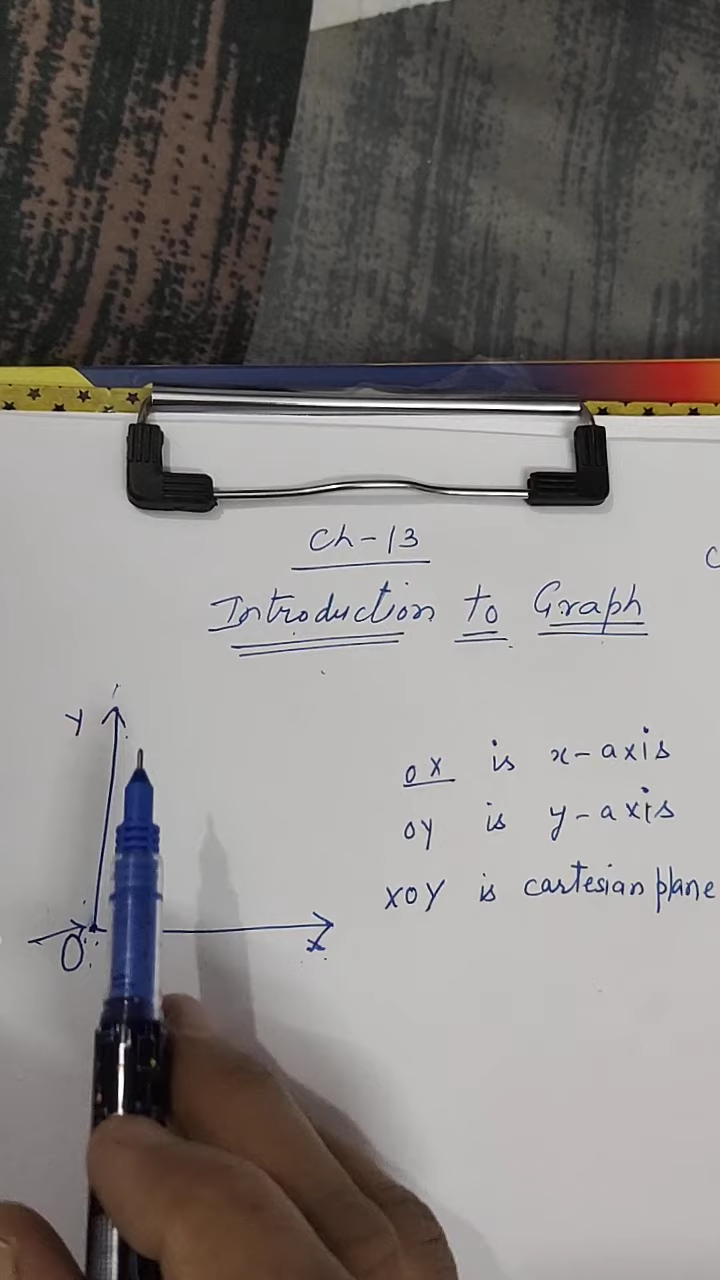 Ch-13
Introduction to Graph
Y
OX is x-axis
OY is y-axis
XOY is cartesian plane
O
X